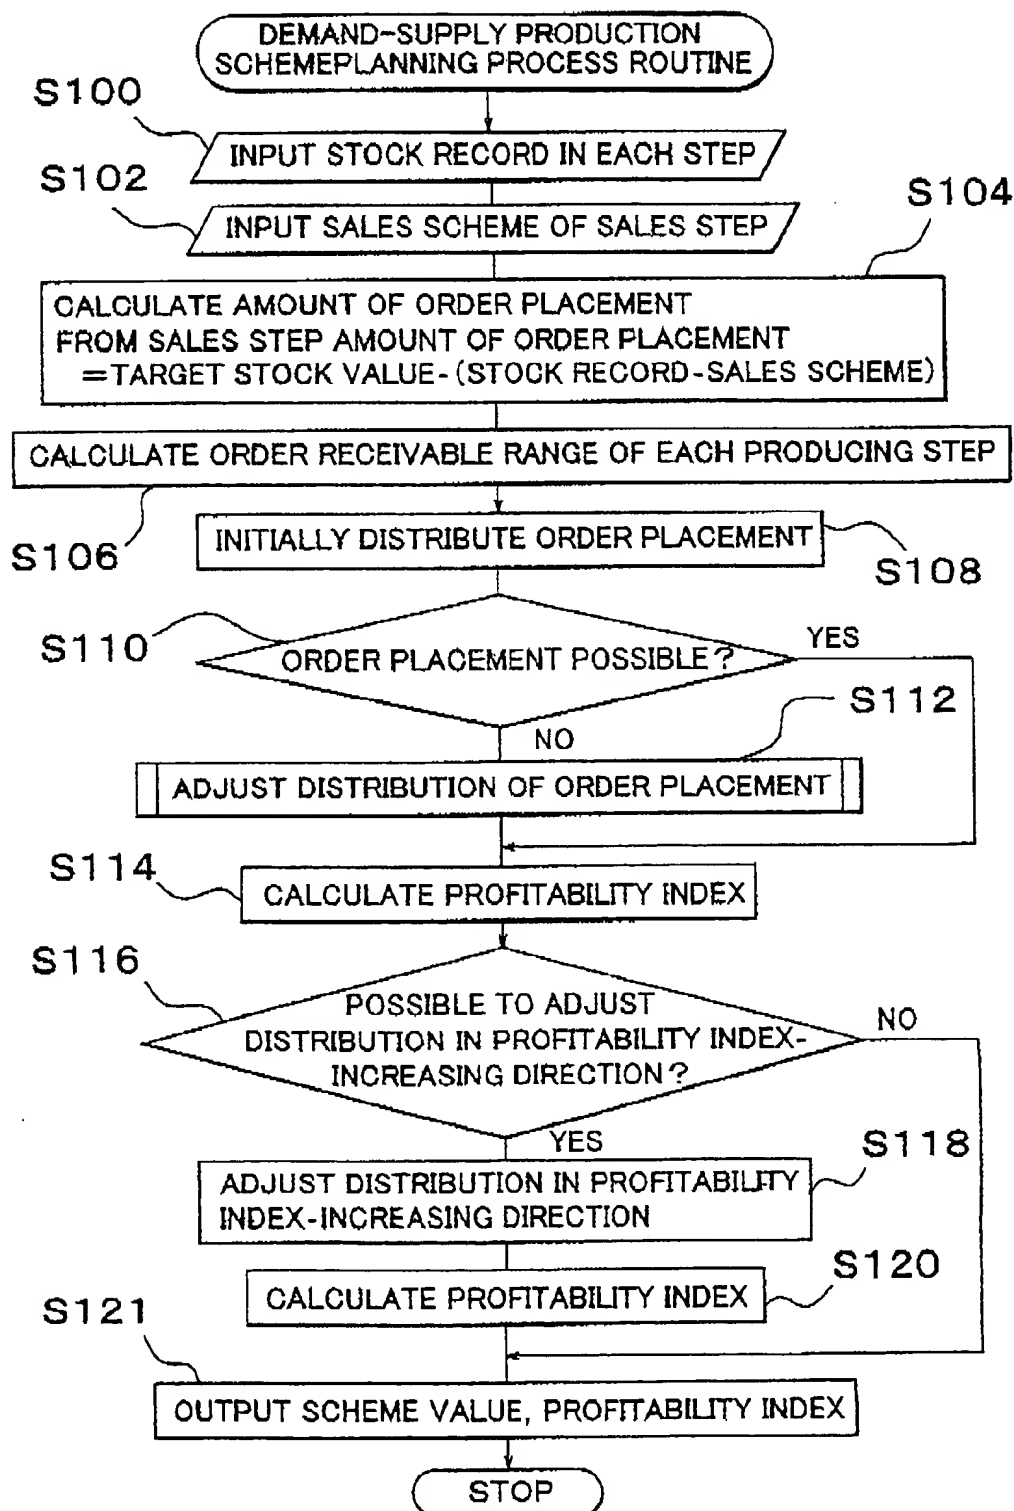 DEMAND-SUPPLY PRODUCTION
SCHEMEPLANNING PROCESS ROUTINE
S100
INPUT STOCK RECORD IN EACH STEP
S102
INPUT SALES SCHEME OF SALES STEP
S104
CALCULATE AMOUNT OF ORDER PLACEMENT
FROM SALES STEP AMOUNT OF ORDER PLACEMENT
=TARGET STOCK VALUE-(STOCK RECORD-SALES SCHEME)
CALCULATE ORDER RECEIVABLE RANGE OF EACH PRODUCING STEP
S106
INITIALLY DISTRIBUTE ORDER PLACEMENT
S108
S110
ORDER PLACEMENT POSSIBLE?
YES
NO
S112
ADJUST DISTRIBUTION OF ORDER PLACEMENT
S114
CALCULATE PROFITABILITY INDEX
S116
POSSIBLE TO ADJUST
DISTRIBUTION IN PROFITABILITY INDEX-
INCREASING DIRECTION?
NO
YES
S118
ADJUST DISTRIBUTION IN PROFITABILITY
INDEX-INCREASING DIRECTION
S120
CALCULATE PROFITABILITY INDEX
S121
OUTPUT SCHEME VALUE, PROFITABILITY INDEX
STOP